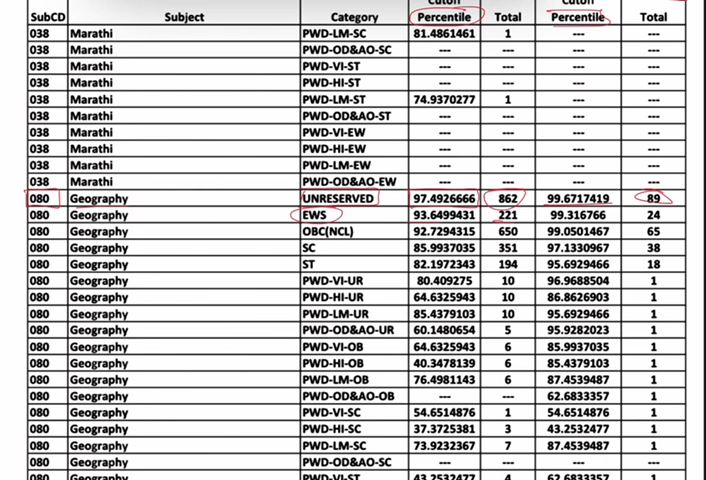 Cutoff Cutoff
SubCD Subject Category Percentile Total Percentile Total
038 Marathi PWD-LM-SC 81.4861461 1 --- ---
038 Marathi PWD-OD&AO-SC --- --- --- ---
038 Marathi PWD-VI-ST --- --- --- ---
038 Marathi PWD-HI-ST --- --- --- ---
038 Marathi PWD-LM-ST 74.9370277 1 --- ---
038 Marathi PWD-OD&AO-ST --- --- --- ---
038 Marathi PWD-VI-EW --- --- --- ---
038 Marathi PWD-HI-EW --- --- --- ---
038 Marathi PWD-LM-EW --- --- --- ---
038 Marathi PWD-OD&AO-EW --- --- --- ---
080 Geography UNRESERVED 97.4926666 862 99.6717419 89
080 Geography EWS 93.6499431 221 99.316766 24
080 Geography OBC(NCL) 92.7294315 650 99.0501467 65
080 Geography SC 85.9937035 351 97.1330967 38
080 Geography ST 82.1972343 194 95.6929466 18
080 Geography PWD-VI-UR 80.409275 10 96.9688504 1
080 Geography PWD-HI-UR 64.6325943 10 86.8626903 1
080 Geography PWD-LM-UR 85.4379103 10 95.6929466 1
080 Geography PWD-OD&AO-UR 60.1480654 5 95.9282023 1
080 Geography PWD-VI-OB 64.6325943 6 85.9937035 1
080 Geography PWD-HI-OB 40.3478139 6 85.4379103 1
080 Geography PWD-LM-OB 76.4981143 6 87.4539487 1
080 Geography PWD-OD&AO-OB --- --- 62.6833357 1
080 Geography PWD-VI-SC 54.6514876 1 54.6514876 1
080 Geography PWD-HI-SC 37.3725381 3 43.2532477 1
080 Geography PWD-LM-SC 73.9232367 7 87.4539487 1
080 Geography PWD-OD&AO-SC --- --- --- ---
080 Geography PWD-VI-ST 43.2532477 4 62.6833357 1